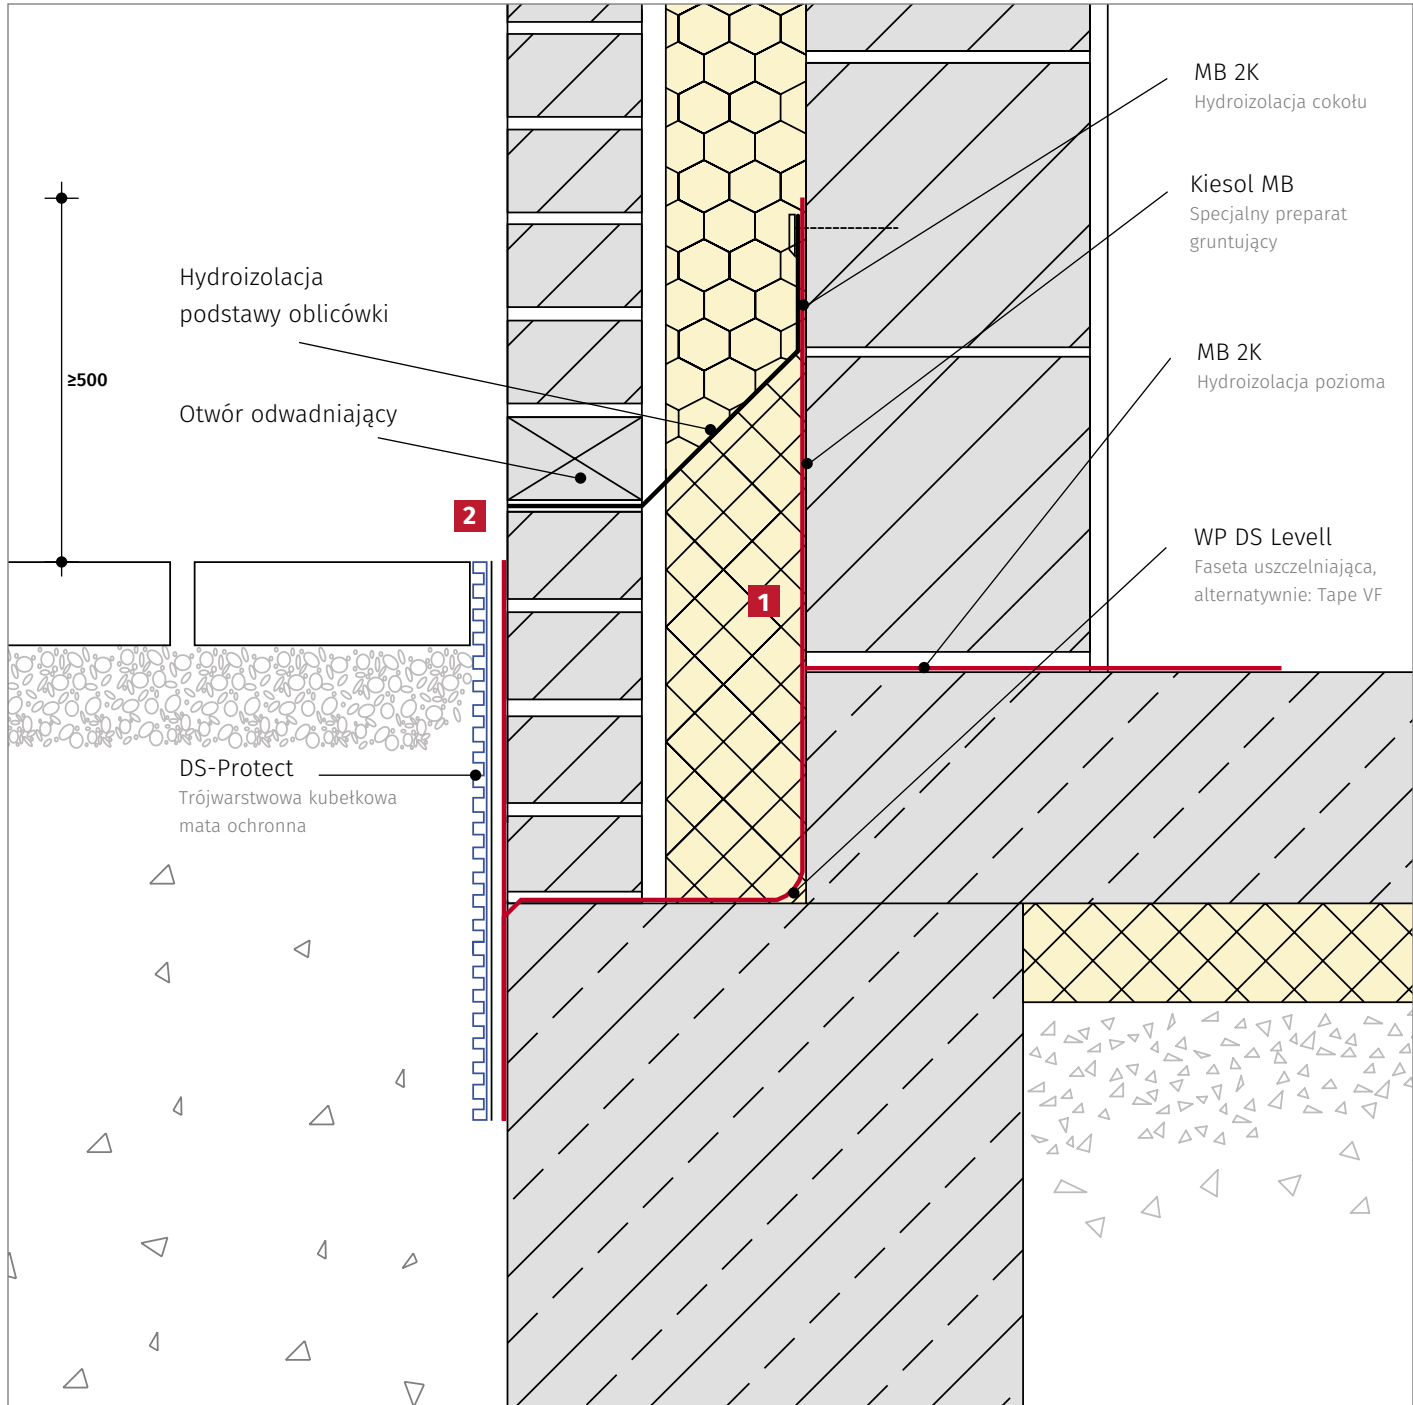 MB 2K
Hydroizolacja cokołu
Kiesol MB
Specjalny preparat
gruntujący
Hydroizolacja
podstawy oblicówki
MB 2K
Hydroizolacja pozioma
≥500
Otwór odwadniający
2
WP DS Levell
Faseta uszczelniająca,
alternatywnie: Tape VF
1
DS-Protect
Trójwarstwowa kubełkowa
mata ochronna